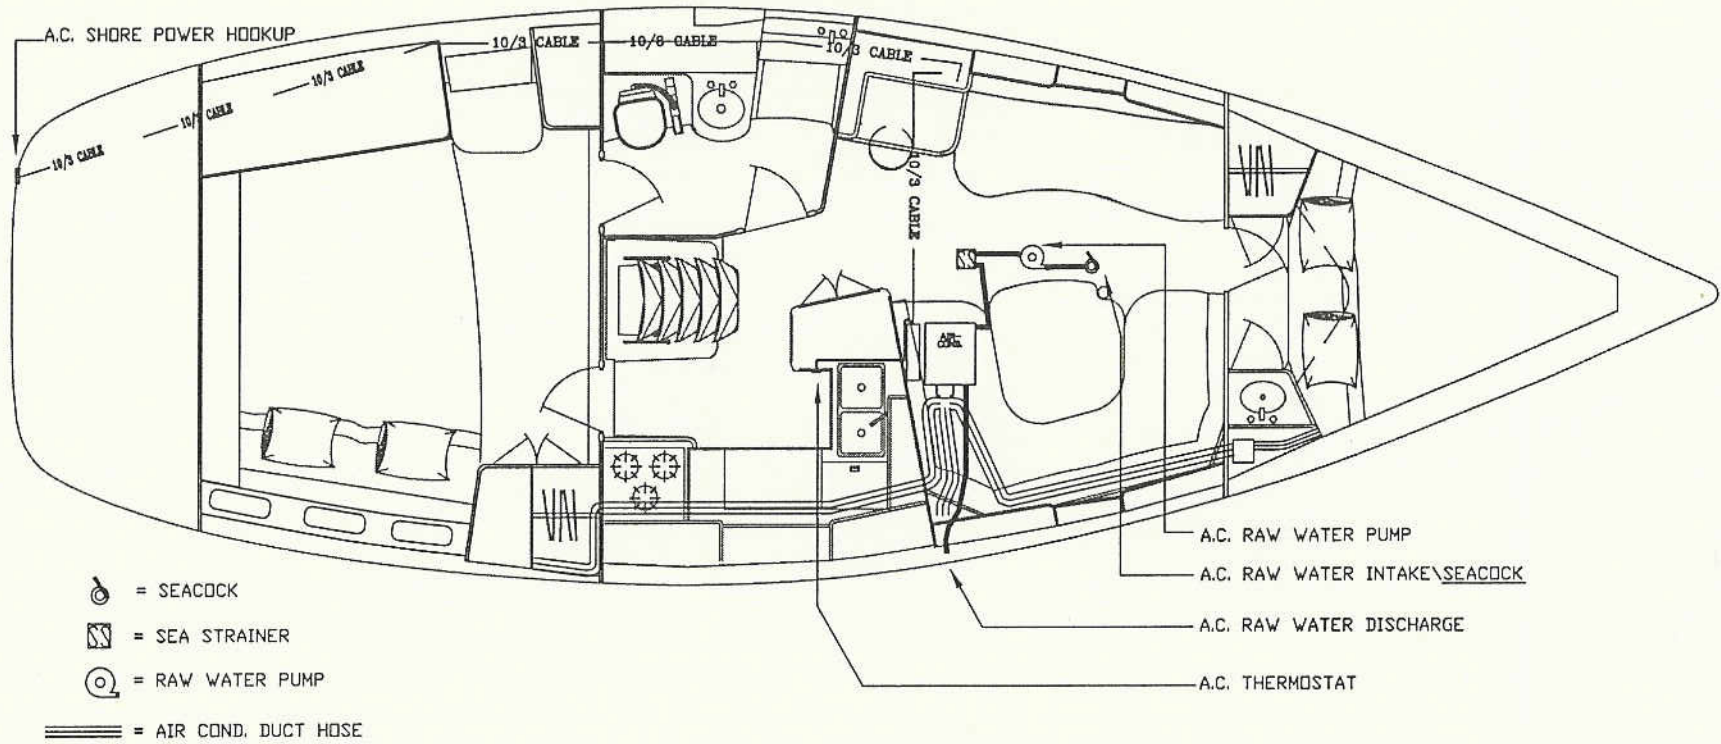 A.C. SHORE POWER HOOKUP
10/3 CABLE
10/3 CABLE
10/3 CABLE
10/3 CABLE
10/3 CABLE
10/3 CABLE
10/3 CABLE
AIR
COND.
A.C. RAW WATER PUMP
A.C. RAW WATER INTAKE\SEACOCK
A.C. RAW WATER DISCHARGE
A.C. THERMOSTAT
= SEACOCK
= SEA STRAINER
= RAW WATER PUMP
= AIR COND. DUCT HOSE